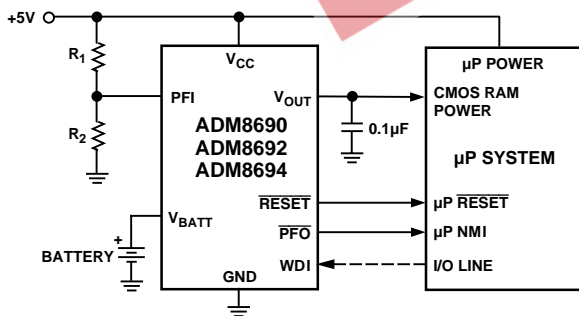 +5V
R1
R2
PFI
VCC
VOUT
ADM8690
ADM8692
ADM8694
0.1µF
VBATT
BATTERY
+
RESET
PFO
WDI
GND
µP POWER
CMOS RAM
POWER
µP SYSTEM
µP RESET
µP NMI
I/O LINE